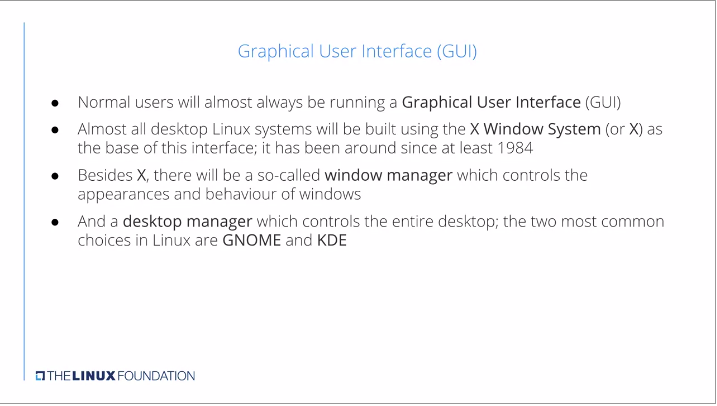 Graphical User Interface (GUI)
● Normal users will almost always be running a Graphical User Interface (GUI)
● Almost all desktop Linux systems will be built using the X Window System (or X) as
the base of this interface; it has been around since at least 1984
● Besides X, there will be a so-called window manager which controls the
appearances and behaviour of windows
● And a desktop manager which controls the entire desktop; the two most common
choices in Linux are GNOME and KDE
THE LINUX FOUNDATION